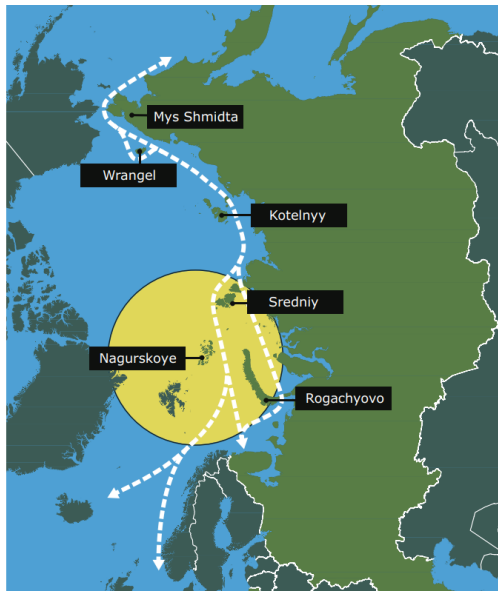 Mys Shmidta
Wrangel
Kotelnyy
Sredniy
Nagurskoye
Rogachyovo